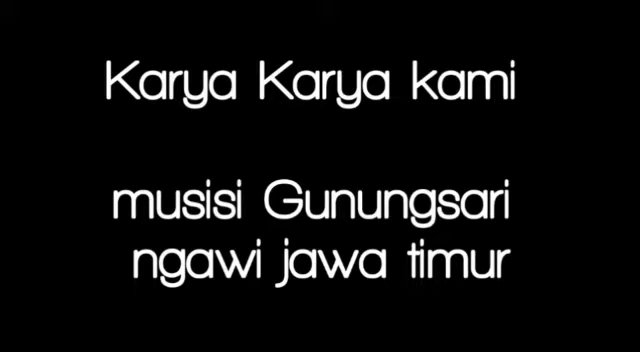 Karya Karya kami
musisi Gunungsari
ngawi jawa timur